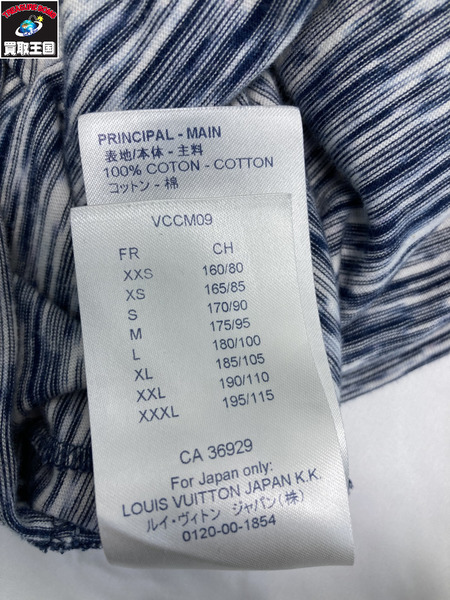 買取王国
PRINCIPAL - MAIN
表地/本体 - 主料
100% COTON - COTTON
コットン - 棉
VCCM09
FR CH
XXS 160/80
XS 165/85
S 170/90
M 175/95
L 180/100
XL 185/105
XXL 190/110
XXXL 195/115
CA 36929
For Japan only:
LOUIS VUITTON JAPAN K.K.
ルイ・ヴィトン ジャパン(株)
0120-00-1854